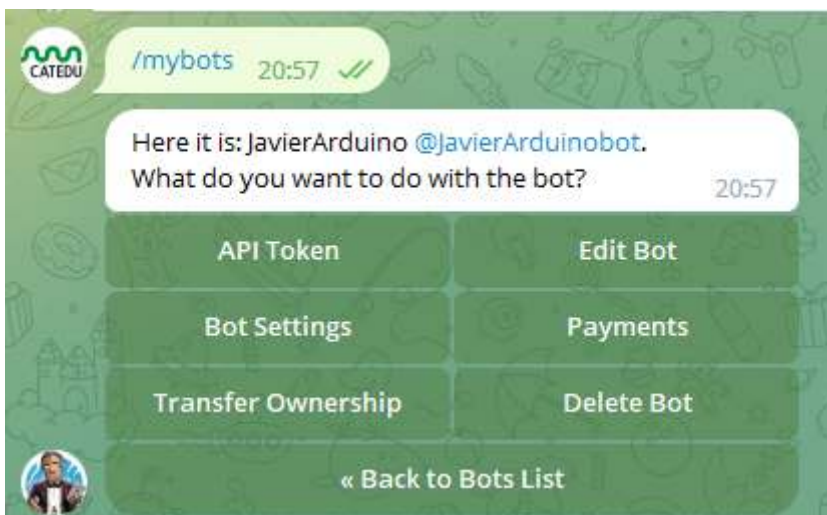 CATEDU
/mybots 20:57
Here it is: JavierArduino @JavierArduinobot.
What do you want to do with the bot?
20:57
API Token
Edit Bot
Bot Settings
Payments
Transfer Ownership
Delete Bot
« Back to Bots List